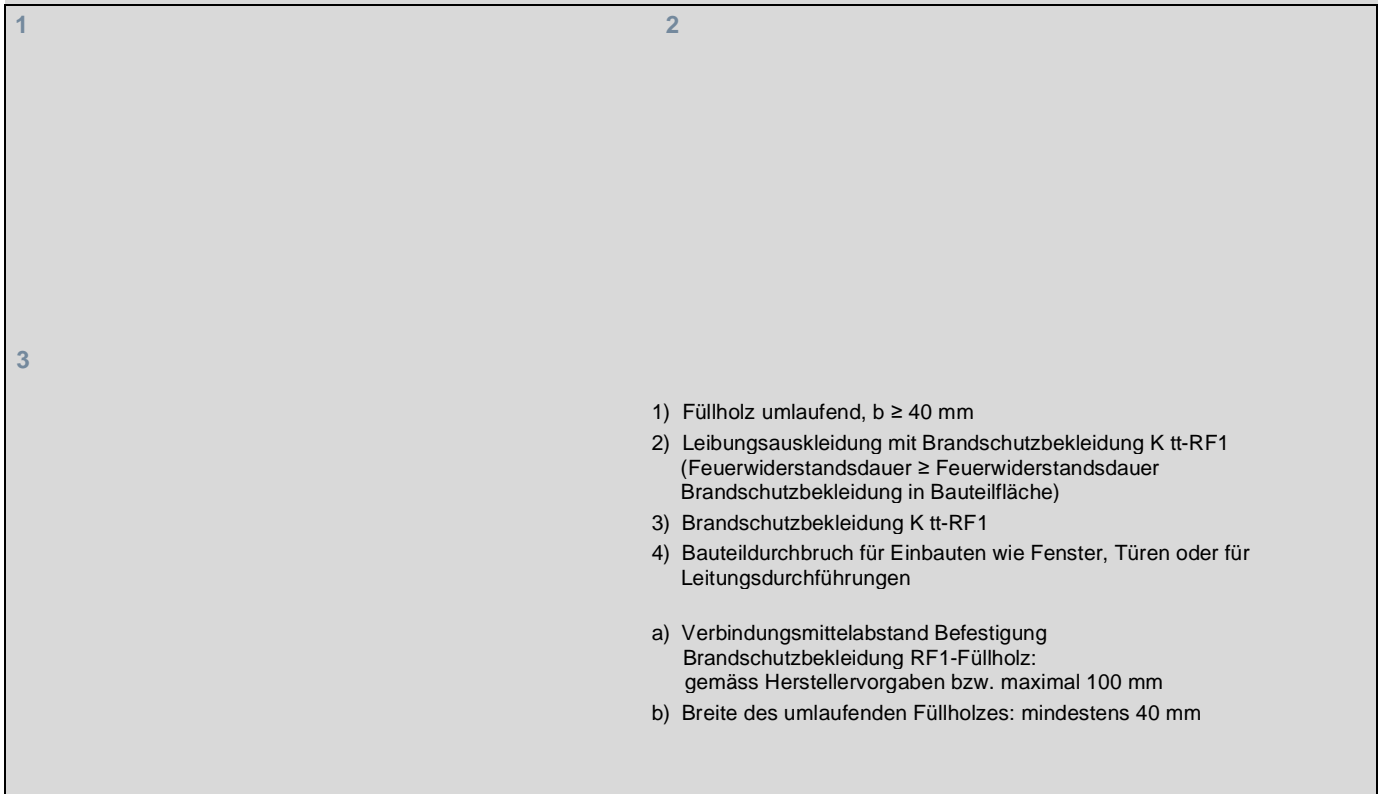 1
2
3
1) Füllholz umlaufend, b ≥ 40 mm
2) Leibungsauskleidung mit Brandschutzbekleidung K tt-RF1
(Feuerwiderstandsdauer ≥ Feuerwiderstandsdauer
Brandschutzbekleidung in Bauteilfläche)
3) Brandschutzbekleidung K tt-RF1
4) Bauteildurchbruch für Einbauten wie Fenster, Türen oder für
Leitungsdurchführungen
a) Verbindungsmittelabstand Befestigung
Brandschutzbekleidung RF1-Füllholz:
gemäss Herstellervorgaben bzw. maximal 100 mm
b) Breite des umlaufenden Füllholzes: mindestens 40 mm